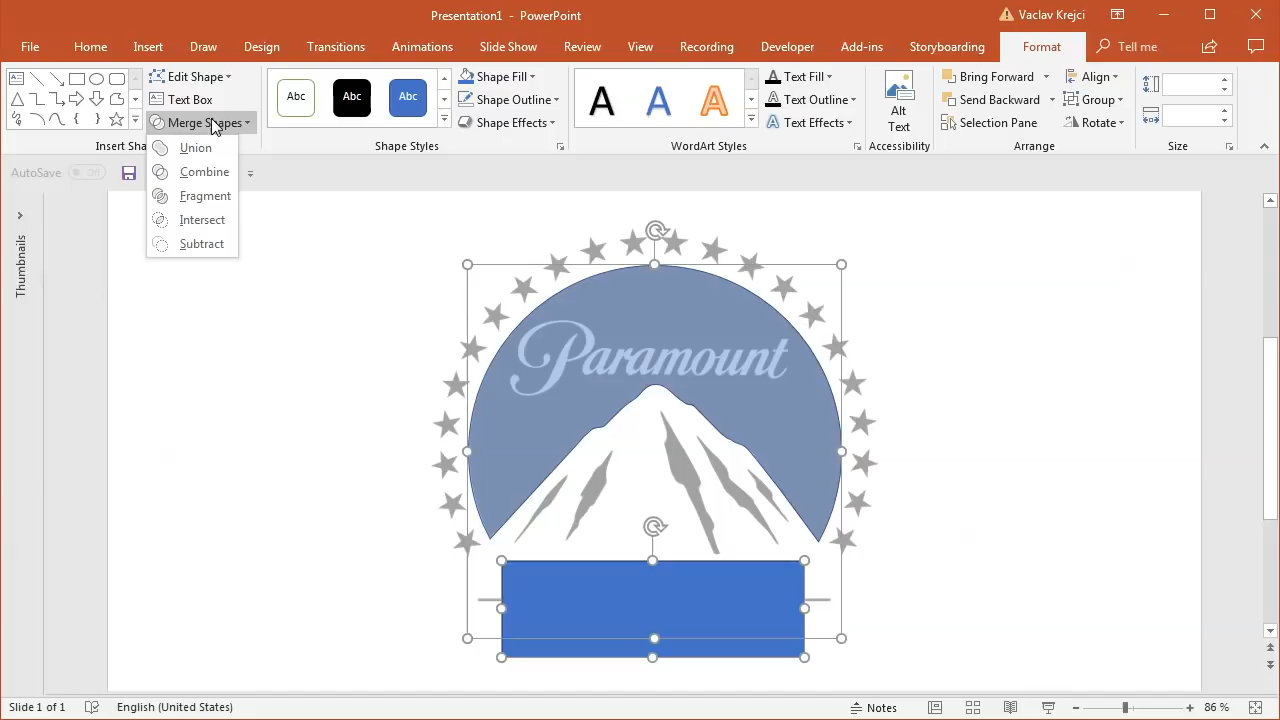 Presentation1 - PowerPoint
Vaclav Krejci
File Home Insert Draw Design Transitions Animations Slide Show Review View Recording Developer Add-ins Storyboarding Format Tell me
Edit Shape
Merge Shapes
Union
Combine
Fragment
Intersect
Subtract
Abc Abc Abc
Shape Fill
Shape Outline
Shape Effects
Shape Styles
A A A
WordArt Styles
Text Fill
Text Outline
Text Effects
Alt
Text
Accessibility
Bring Forward
Send Backward
Selection Pane
Align
Group
Rotate
Arrange
Size
AutoSave Off
Thumbnails
Paramount
Slide 1 of 1 English (United States) Notes 86 %